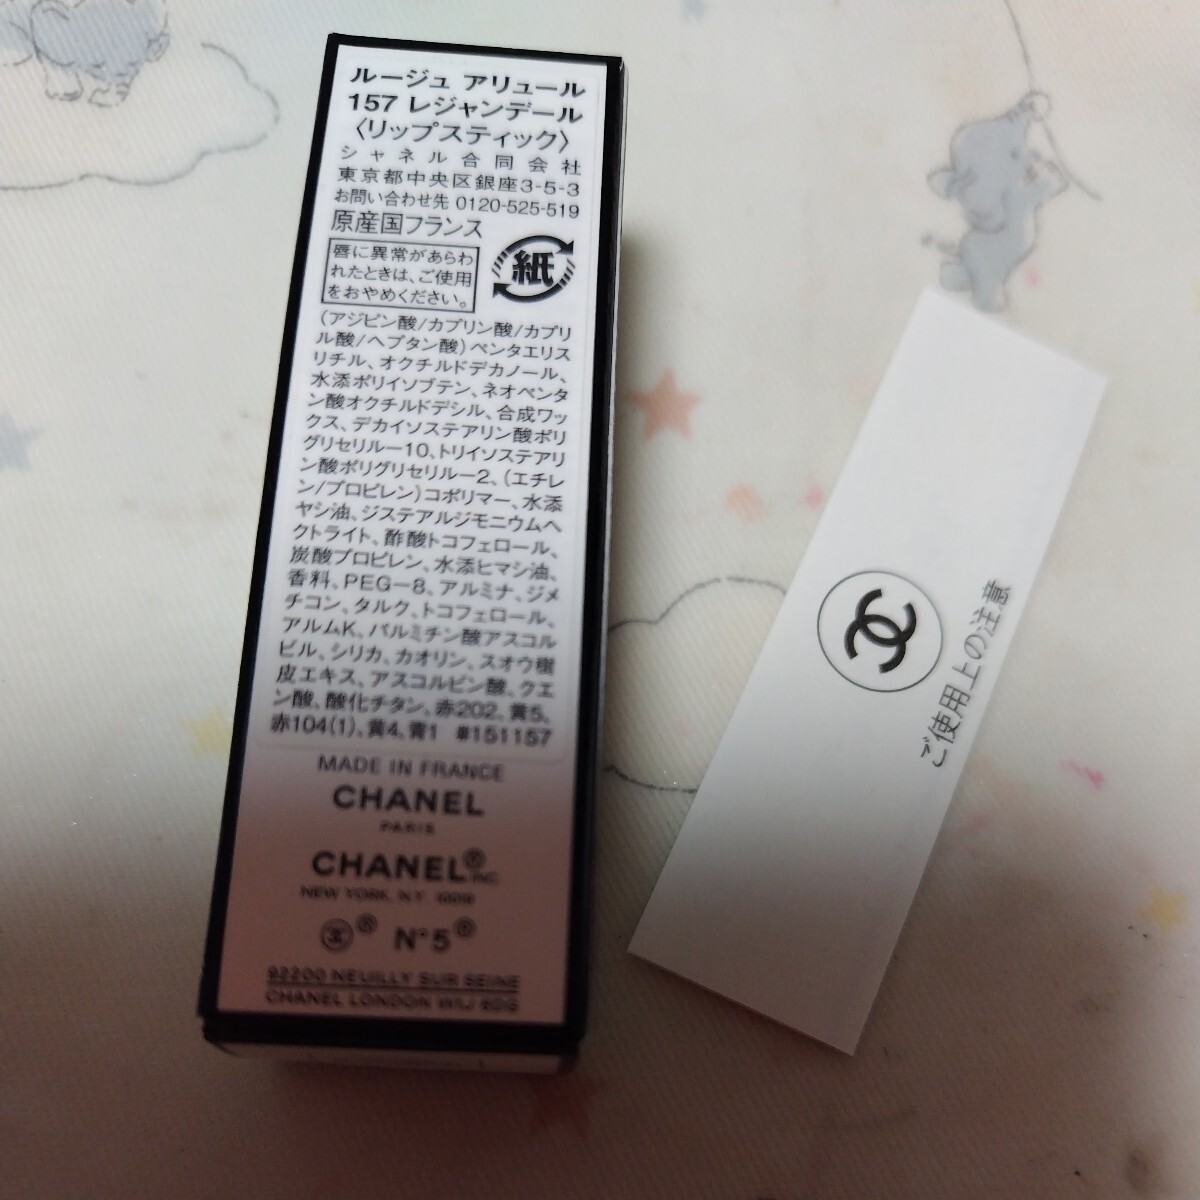 ルージュ アリュール
157 レジャンデール
〈リップスティック〉
シャネル合同会社
東京都中央区銀座3-5-3
お問い合わせ先 0120-525-519
原産国フランス
唇に異常があらわ
れたときは、ご使用
をおやめください。
紙
(アジピン酸/カプリン酸/カプリ
ル酸/ヘプタン酸)ペンタエリス
リチル、オクチルドデカノール、
水添ポリイソブテン、ネオペンタ
ン酸オクチルドデシル、合成ワッ
クス、デカイソステアリン酸ポリ
グリセリル－10、トリイソステアリ
ン酸ポリグリセリル－2、(エチレ
ン/プロピレン)コポリマー、水添
ヤシ油、ジステアルジモニウムヘ
クトライト、酢酸トコフェロール、
炭酸プロピレン、水添ヒマシ油、
香料、PEG－8、アルミナ、ジメ
チコン、タルク、トコフェロール、
アルムK、パルミチン酸アスコル
ビル、シリカ、カオリン、スオウ樹
皮エキス、アスコルビン酸、クエ
ン酸、酸化チタン、赤202、黄5、
赤104(1)、黄4、青1 #151157
MADE IN FRANCE
CHANEL
PARIS
CHANEL® INC.
NEW YORK, N.Y. 10019
® N°5®
92200 NEUILLY SUR SEINE
CHANEL LONDON W1J 6DG
ご使用上の注意